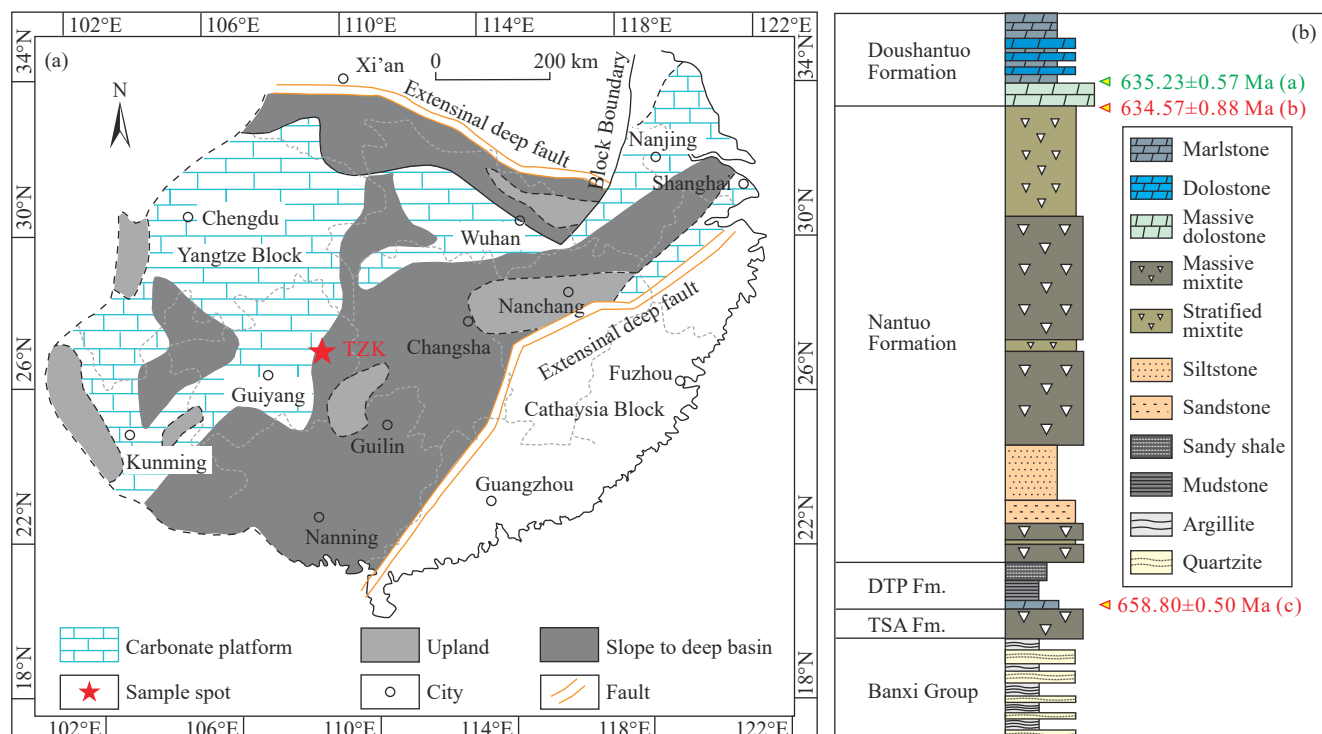 102°E
106°E
110°E
114°E
118°E
122°E
34°N
30°N
26°N
22°N
18°N
34°N
30°N
26°N
22°N
18°N
102°E
106°E
110°E
114°E
118°E
122°E
(a)
N
0
200 km
Xi'an
Extensinal deep fault
Block Boundary
Nanjing
Shanghai
Chengdu
Wuhan
Yangtze Block
Nanchang
Changsha
Extensinal deep fault
TZK
Guiyang
Fuzhou
Cathaysia Block
Guilin
Kunming
Guangzhou
Nanning
Carbonate platform
Upland
Slope to deep basin
Sample spot
City
Fault
(b)
Doushantuo
Formation
Nantuo
Formation
DTP Fm.
TSA Fm.
Banxi Group
635.23±0.57 Ma (a)
634.57±0.88 Ma (b)
658.80±0.50 Ma (c)
Marlstone
Dolostone
Massive
dolostone
Massive
mixtite
Stratified
mixtite
Siltstone
Sandstone
Sandy shale
Mudstone
Argillite
Quartzite